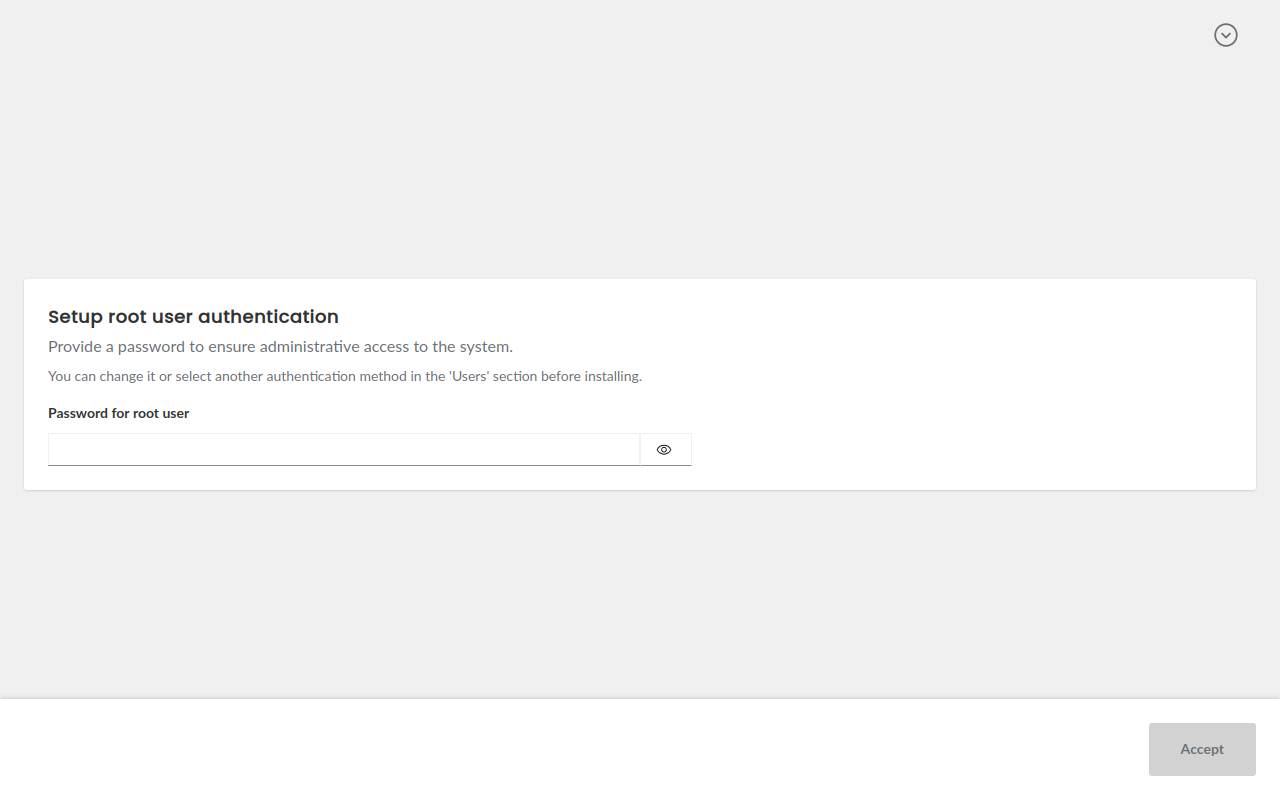 Setup root user authentication
Provide a password to ensure administrative access to the system.
You can change it or select another authentication method in the 'Users' section before installing.
Password for root user
Accept